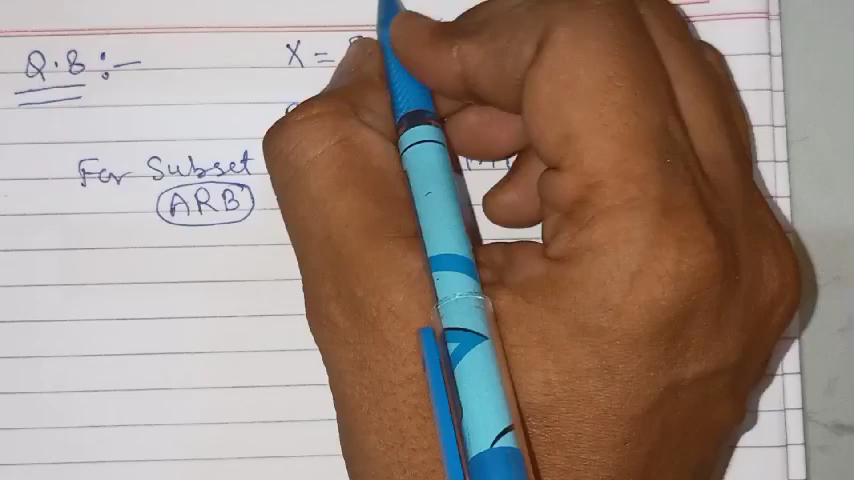 Q.8 :-
X =
For Subset
ARB